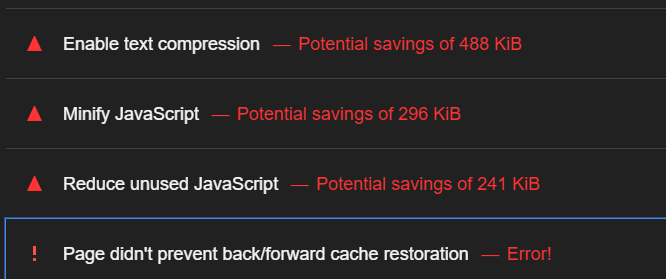 Enable text compression — Potential savings of 488 KiB
Minify JavaScript — Potential savings of 296 KiB
Reduce unused JavaScript — Potential savings of 241 KiB
! Page didn't prevent back/forward cache restoration — Error!